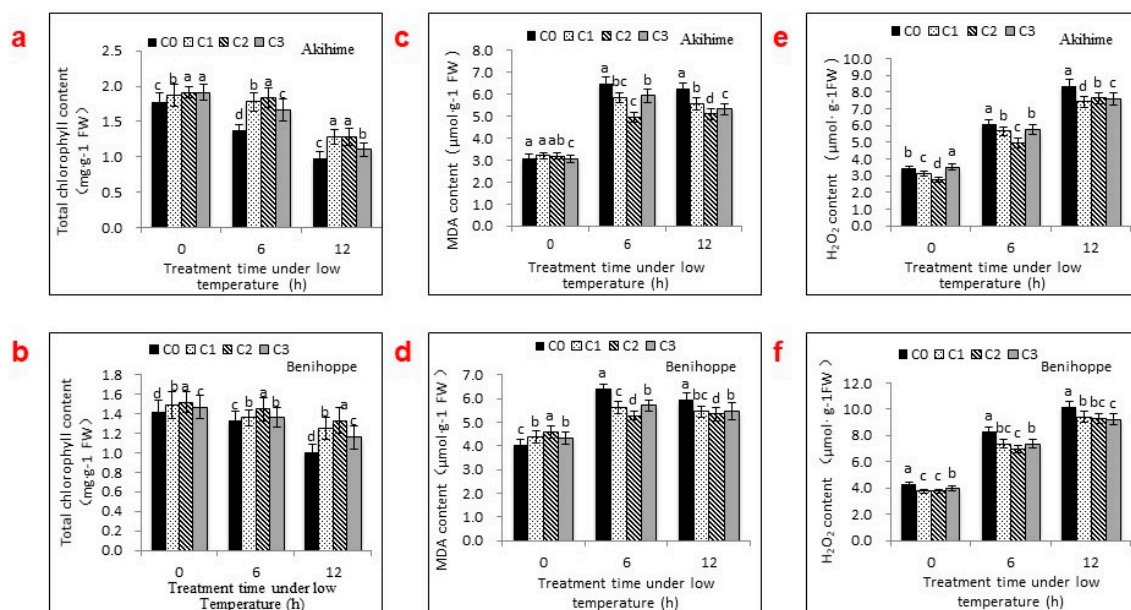 a
C0 C1 C2 C3
Akihime
Total chlorophyll content
(mg·g-1 FW)
2.5
2.0
1.5
1.0
0.5
0.0
c b a a
d b a c
c a a b
0 6 12
Treatment time under low
temperature (h)
c
C0 C1 C2 C3
Akihime
MDA content (μmol·g-1 FW)
8.0
7.0
6.0
5.0
4.0
3.0
2.0
1.0
0.0
a a ab c
a bc c b
a b d c
0 6 12
Treatment time under low
temperature (h)
e
C0 C1 C2 C3
Akihime
H₂O₂ content (μmol· g-1FW)
10.0
9.0
8.0
7.0
6.0
5.0
4.0
3.0
2.0
1.0
0.0
b c d a
a b c b
a d b c
0 6 12
Treatment time under low
temperature (h)
b
C0 C1 C2 C3
Benihoppe
Total chlorophyll content
(mg·g-1 FW)
1.8
1.6
1.4
1.2
1.0
0.8
0.6
0.4
0.2
0.0
d b a c
c b a b
d b a c
0 6 12
Treatment time under low
Temperature (h)
d
C0 C1 C2 C3
Benihoppe
MDA content (μmol·g-1 FW)
7.0
6.0
5.0
4.0
3.0
2.0
1.0
0.0
c b a b
a c d b
a bc d b
0 6 12
Treatment time under low
temperature (h)
f
C0 C1 C2 C3
Benihoppe
H₂O₂ content (μmol· g-1FW)
12.0
10.0
8.0
6.0
4.0
2.0
0.0
a c c b
a bc c b
a b bc c
0 6 12
Treatment time under low
temperature (h)